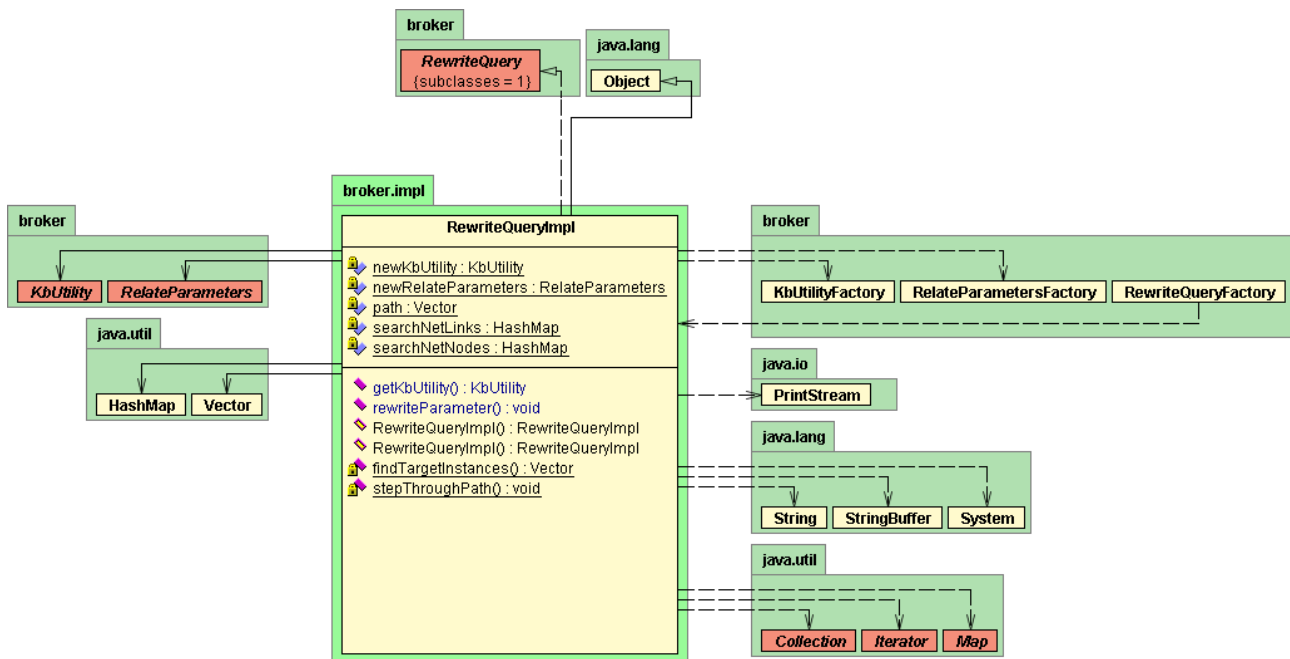 broker
RewriteQuery
{subclasses = 1}
java.lang
Object
broker.impl
RewriteQueryImpl
newKbUtility : KbUtility
newRelateParameters : RelateParameters
path : Vector
searchNetLinks : HashMap
searchNetNodes : HashMap
getKbUtility() : KbUtility
rewriteParameter() : void
RewriteQueryImpl() : RewriteQueryImpl
RewriteQueryImpl() : RewriteQueryImpl
findTargetInstances() : Vector
stepThroughPath() : void
broker
KbUtility
RelateParameters
java.util
HashMap
Vector
broker
KbUtilityFactory
RelateParametersFactory
RewriteQueryFactory
java.io
PrintStream
java.lang
String
StringBuffer
System
java.util
Collection
Iterator
Map